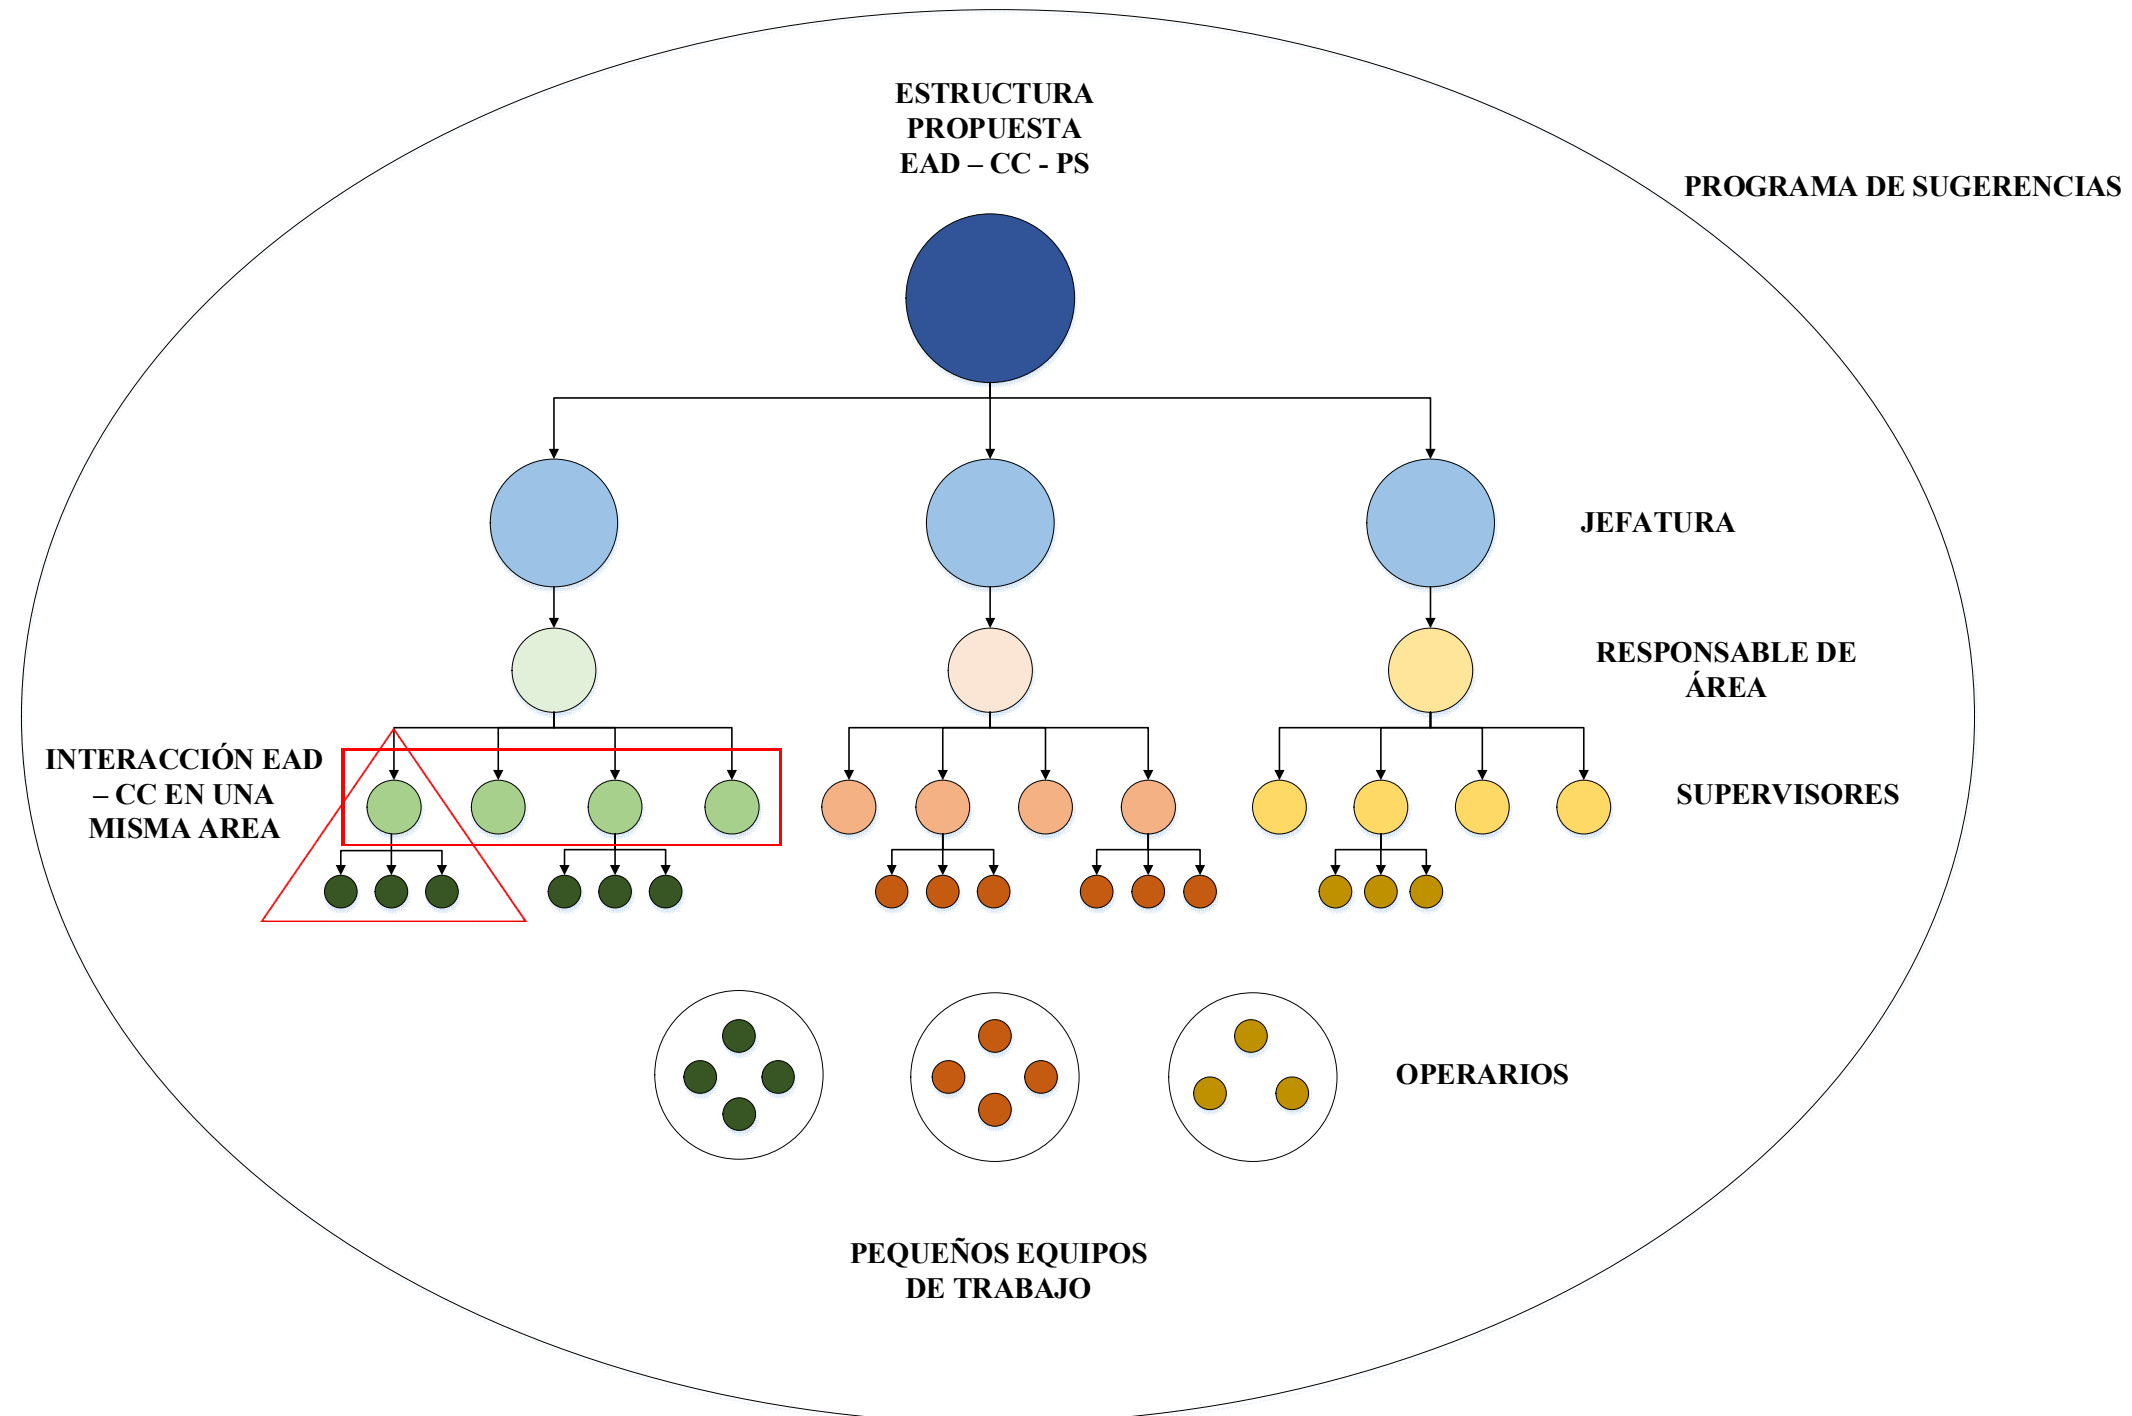 ESTRUCTURA
PROPUESTA
EAD – CC - PS
PROGRAMA DE SUGERENCIAS
JEFATURA
RESPONSABLE DE
ÁREA
INTERACCIÓN EAD
– CC EN UNA
MISMA AREA
SUPERVISORES
OPERARIOS
PEQUEÑOS EQUIPOS
DE TRABAJO